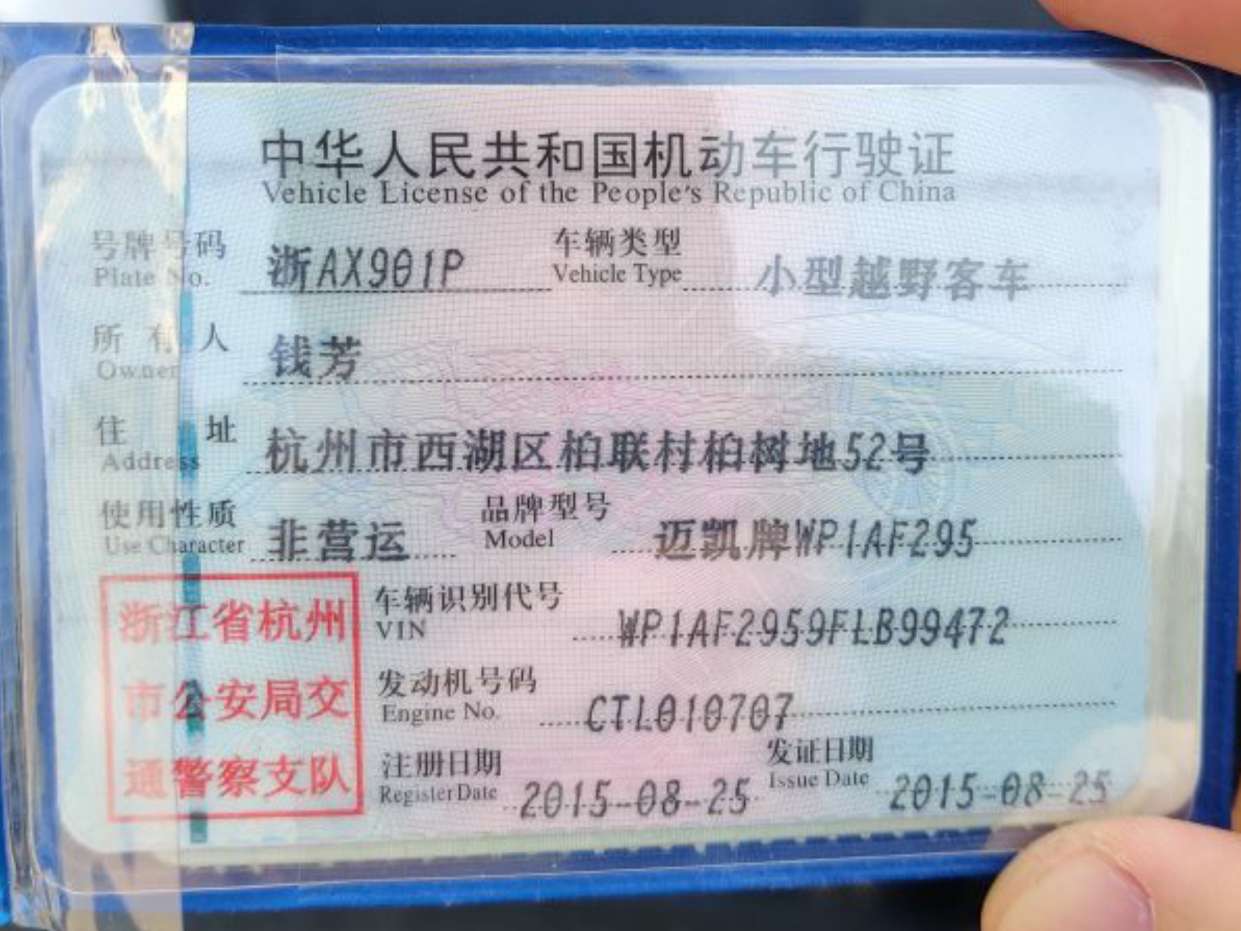 中华人民共和国机动车行驶证
Vehicle License of the People's Republic of China
号牌号码 浙AX901P 车辆类型 小型越野客车
Plate No. Vehicle Type
所有人 钱芳
Owner
住址 杭州市西湖区柏联村柏树地52号
Address
使用性质 非营运 品牌型号 迈凯牌WP1AF295
Use Character Model
浙江省杭州
市公安局交
通警察支队
车辆识别代号 WP1AF2959FLB99472
VIN
发动机号码 CTL010707
Engine No.
注册日期 2015-08-25 发证日期 2015-08-25
Register Date Issue Date